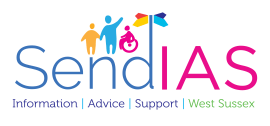 SendIAS
Information | Advice | Support | West Sussex